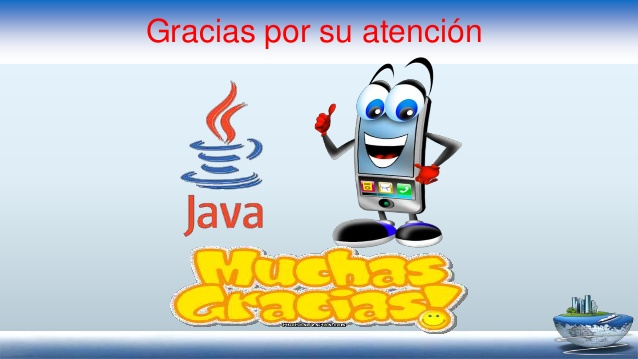 Gracias por su atención
Java
Muchas
Gracias!